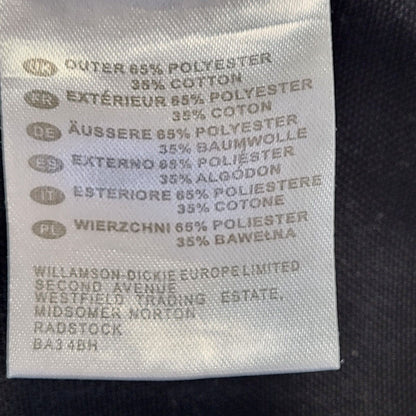 UK OUTER 65% POLYESTER
35% COTTON
FR EXTÉRIEUR 65% POLYESTER
35% COTON
DE ÄUSSERE 65% POLYESTER
35% BAUMWOLLE
ES EXTERNO 65% POLIÉSTER
35% ALGÓDON
IT ESTERIORE 65% POLIESTERE
35% COTONE
PL WIERZCHNI 65% POLIESTER
35% BAWEŁNA
WILLAMSON-DICKIE EUROPE LIMITED
SECOND AVENUE
WESTFIELD TRADING ESTATE,
MIDSOMER NORTON
RADSTOCK
BA3 4BH